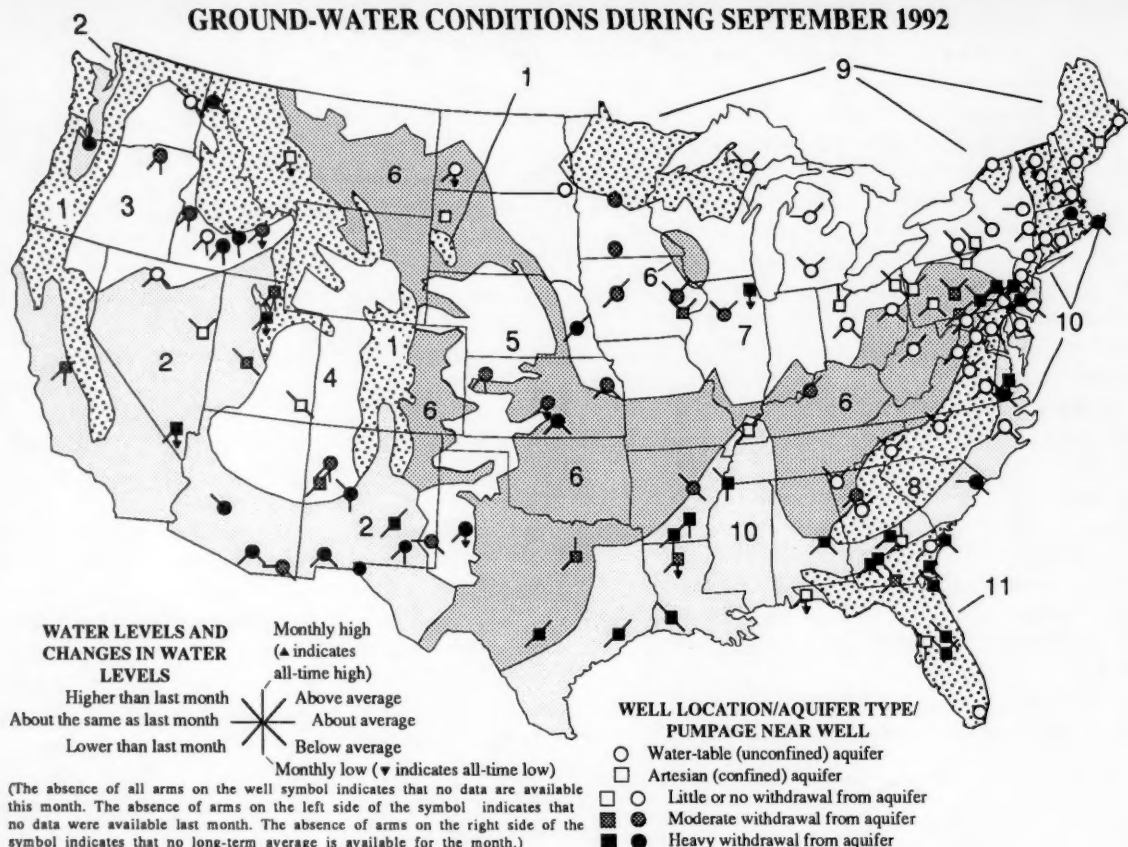 GROUND-WATER CONDITIONS DURING SEPTEMBER 1992
2
1
9
6
1
3
6
5
7
10
2
4
1
6
6
6
8
2
10
11
WATER LEVELS AND
CHANGES IN WATER
LEVELS
Monthly high
(▲ indicates
all-time high)
Higher than last month
Above average
About the same as last month
About average
Lower than last month
Below average
Monthly low (▼ indicates all-time low)
(The absence of all arms on the well symbol indicates that no data are available
this month. The absence of arms on the left side of the symbol indicates that
no data were available last month. The absence of arms on the right side of the
symbol indicates that no long-term average is available for the month.)
WELL LOCATION/AQUIFER TYPE/
PUMPAGE NEAR WELL
Water-table (unconfined) aquifer
Artesian (confined) aquifer
Little or no withdrawal from aquifer
Moderate withdrawal from aquifer
Heavy withdrawal from aquifer